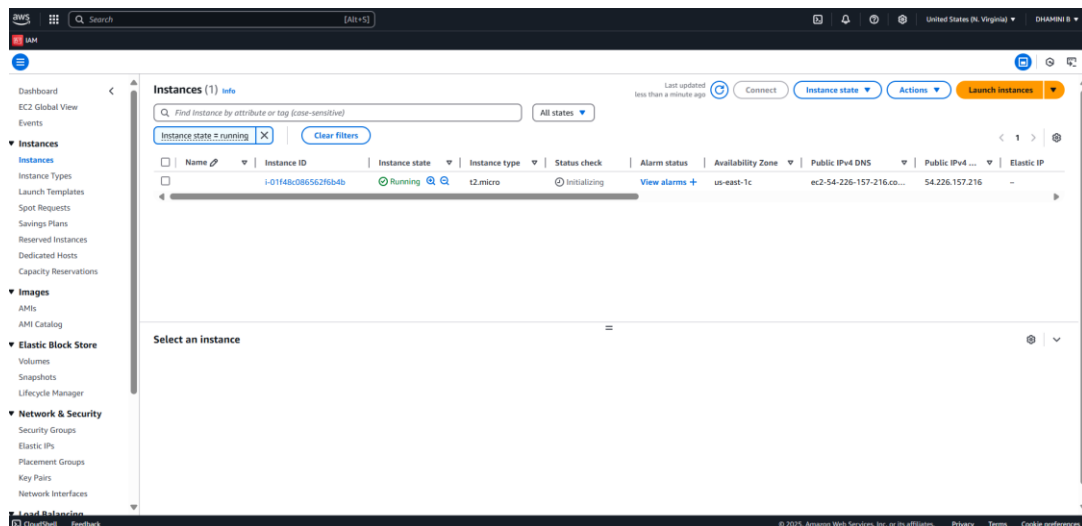 aws Search [Alt+S] United States (N. Virginia) ▼ DHAMINI B ▼
IAM
Dashboard
EC2 Global View
Events
▼ Instances
Instances
Instance Types
Launch Templates
Spot Requests
Savings Plans
Reserved Instances
Dedicated Hosts
Capacity Reservations
▼ Images
AMIs
AMI Catalog
▼ Elastic Block Store
Volumes
Snapshots
Lifecycle Manager
▼ Network & Security
Security Groups
Elastic IPs
Placement Groups
Key Pairs
Network Interfaces
▼ Load Balancing
Instances (1) Info
Last updated
less than a minute ago
Connect Instance state ▼ Actions ▼ Launch instances ▼
Find Instance by attribute or tag (case-sensitive) All states ▼
Instance state = running X Clear filters < 1 >
Name Instance ID Instance state Instance type Status check Alarm status Availability Zone Public IPv4 DNS Public IPv4 ... Elastic IP
i-01f48c086562f6b4b Running t2.micro Initializing View alarms + us-east-1c ec2-54-226-157-216.co... 54.226.157.216 –
Select an instance
CloudShell Feedback © 2025, Amazon Web Services, Inc. or its affiliates. Privacy Terms Cookie preferences